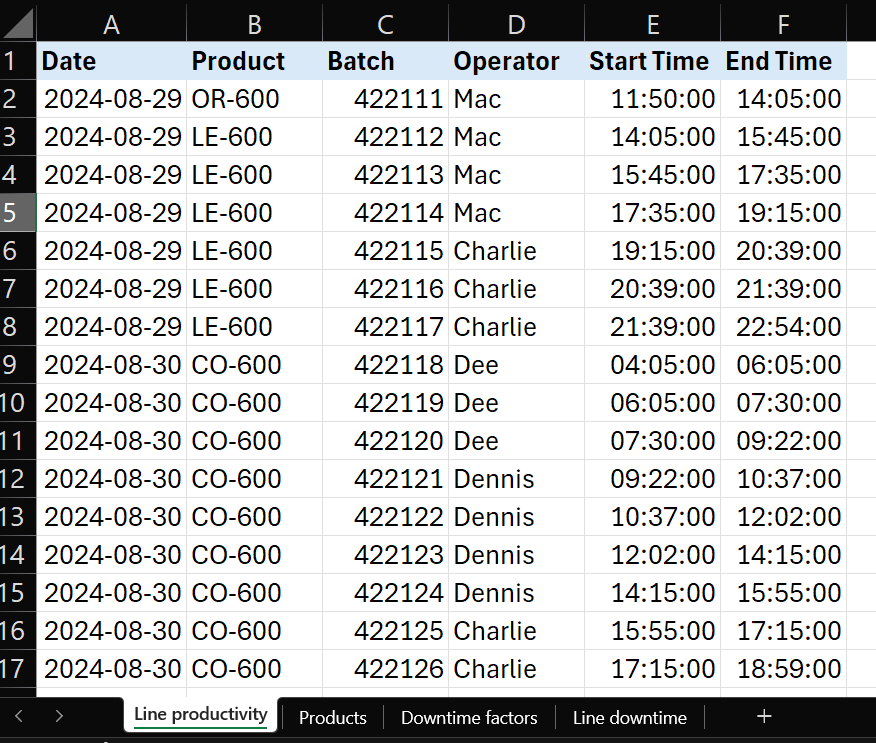 A B C D E F
1 Date Product Batch Operator Start Time End Time
2 2024-08-29 OR-600 422111 Mac 11:50:00 14:05:00
3 2024-08-29 LE-600 422112 Mac 14:05:00 15:45:00
4 2024-08-29 LE-600 422113 Mac 15:45:00 17:35:00
5 2024-08-29 LE-600 422114 Mac 17:35:00 19:15:00
6 2024-08-29 LE-600 422115 Charlie 19:15:00 20:39:00
7 2024-08-29 LE-600 422116 Charlie 20:39:00 21:39:00
8 2024-08-29 LE-600 422117 Charlie 21:39:00 22:54:00
9 2024-08-30 CO-600 422118 Dee 04:05:00 06:05:00
10 2024-08-30 CO-600 422119 Dee 06:05:00 07:30:00
11 2024-08-30 CO-600 422120 Dee 07:30:00 09:22:00
12 2024-08-30 CO-600 422121 Dennis 09:22:00 10:37:00
13 2024-08-30 CO-600 422122 Dennis 10:37:00 12:02:00
14 2024-08-30 CO-600 422123 Dennis 12:02:00 14:15:00
15 2024-08-30 CO-600 422124 Dennis 14:15:00 15:55:00
16 2024-08-30 CO-600 422125 Charlie 15:55:00 17:15:00
17 2024-08-30 CO-600 422126 Charlie 17:15:00 18:59:00
Line productivity Products Downtime factors Line downtime +